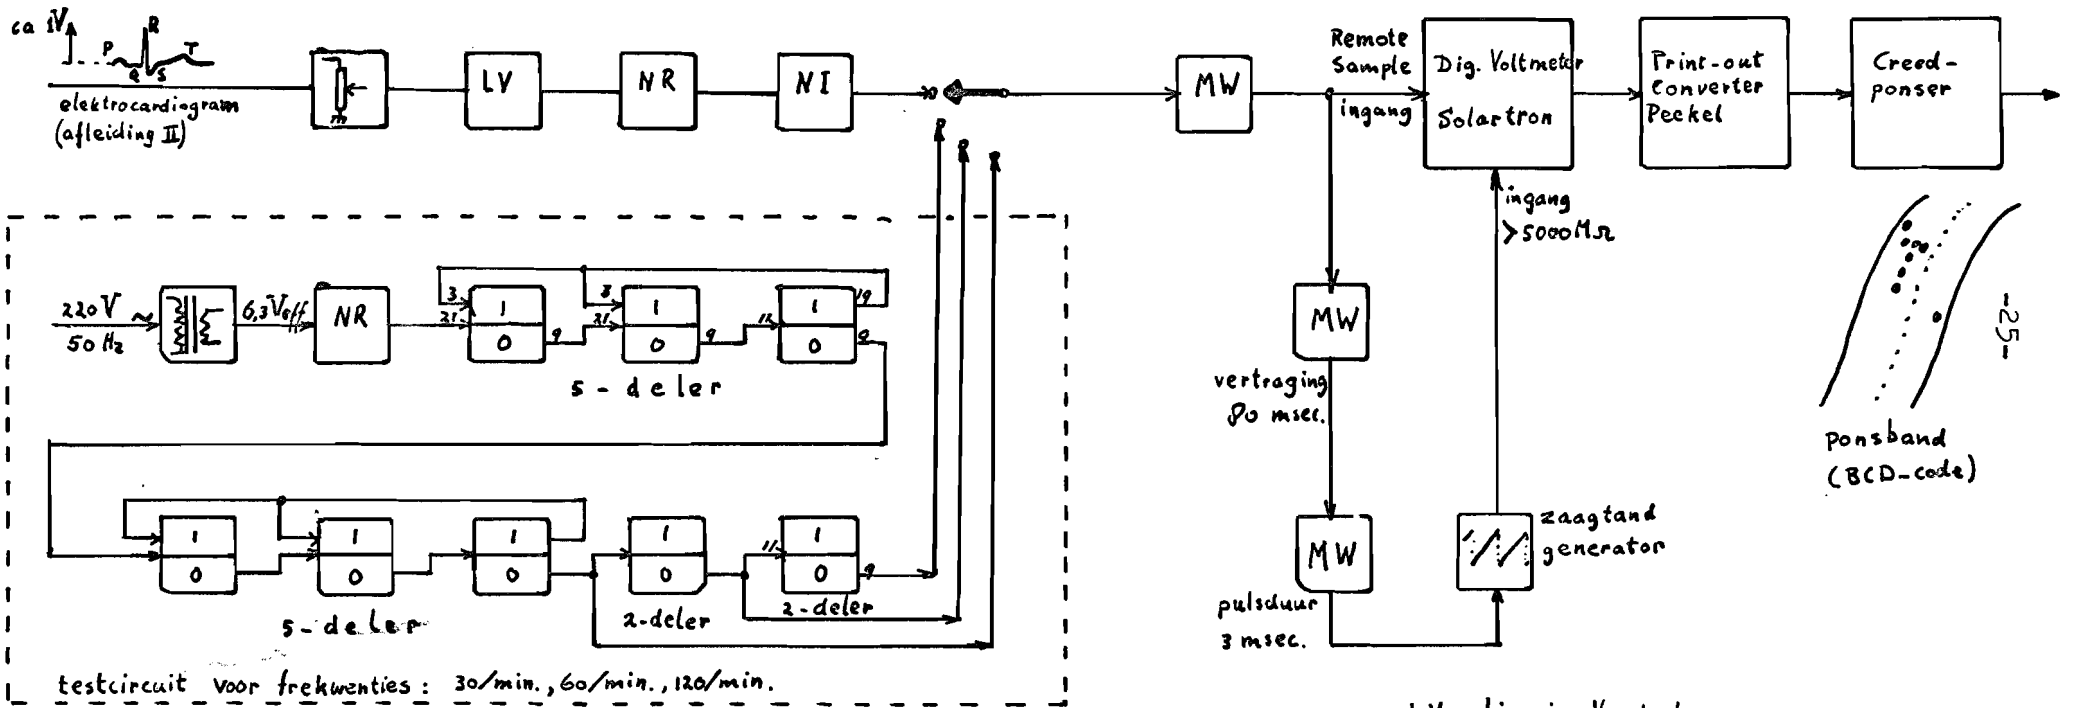 ca 1V
R
P
T
Q
S
elektrocardiogram
(afleiding II)
LV
NR
NI
MW
Remote
Sample
ingang
Dig. Voltmeter
Solartron
Print-out
Converter
Peekel
Creed-
ponser
ingang
>5000MΩ
220V ~
50 Hz
6,3Veff
NR
3
21
1
0
9
3
21
1
0
9
12
1
0
19
9
5-deler
1
0
1
0
1
0
1
0
11
1
0
9
5-deler
2-deler
2-deler
testcircuit voor frekwenties: 30/min., 60/min., 120/min.
MW
vertraging
80 msec.
MW
pulsduur
3 msec.
zaagtand
generator
ponsband
(BCD-code)
-25-